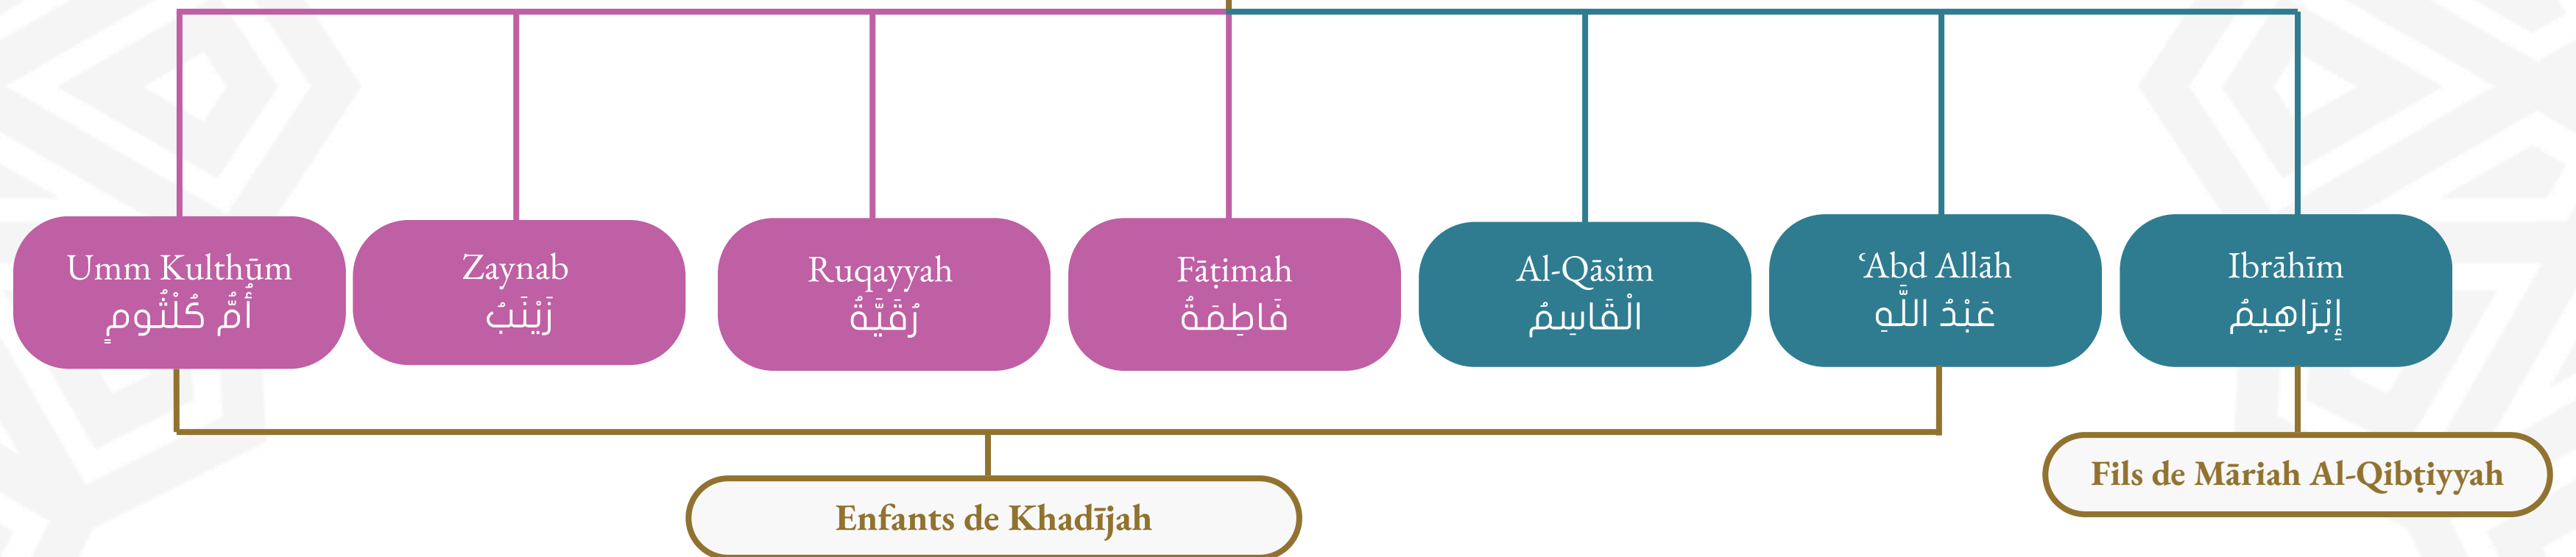 Umm Kulthūm
أُمُّ كُلْثُومٍ
Zaynab
زَيْنَبُ
Ruqayyah
رُقَيَّةُ
Fāṭimah
فَاطِمَةُ
Al-Qāsim
الْقَاسِمُ
ʿAbd Allāh
عَبْدُ اللَّهِ
Ibrāhīm
إِبْرَاهِيمُ
Fils de Māriah Al-Qibṭiyyah
Enfants de Khadījah